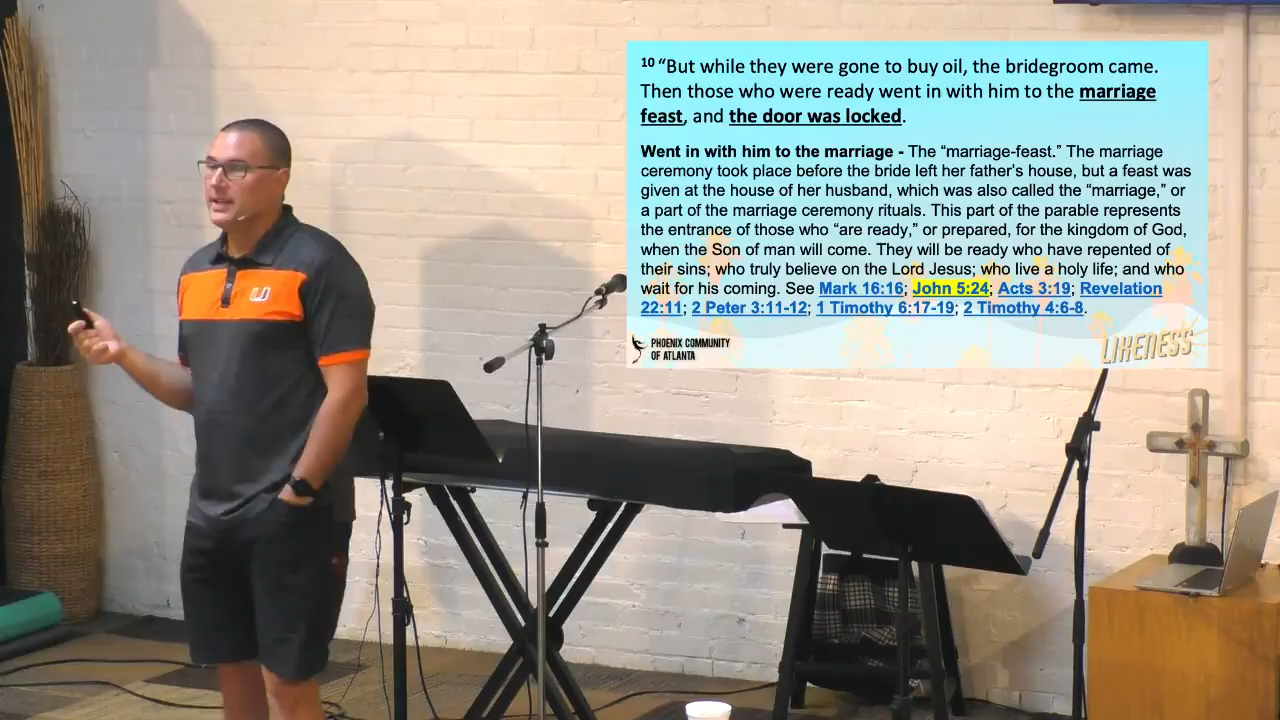 10 “But while they were gone to buy oil, the bridegroom came.
Then those who were ready went in with him to the marriage
feast, and the door was locked.
Went in with him to the marriage - The “marriage-feast.” The marriage
ceremony took place before the bride left her father's house, but a feast was
given at the house of her husband, which was also called the “marriage,” or
a part of the marriage ceremony rituals. This part of the parable represents
the entrance of those who “are ready,” or prepared, for the kingdom of God,
when the Son of man will come. They will be ready who have repented of
their sins; who truly believe on the Lord Jesus; who live a holy life; and who
wait for his coming. See Mark 16:16; John 5:24; Acts 3:19; Revelation
22:11; 2 Peter 3:11-12; 1 Timothy 6:17-19; 2 Timothy 4:6-8.
PHOENIX COMMUNITY
OF ATLANTA
LIKENESS
U